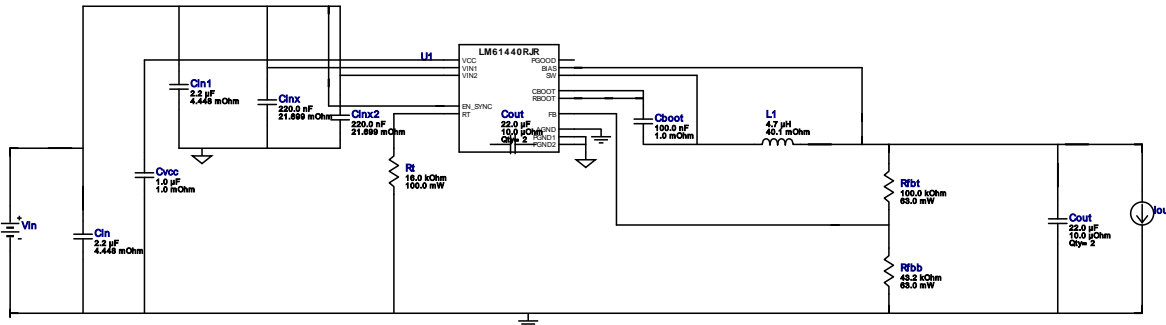 LM61440RJR
U1
VCC
VIN1
VIN2
EN_SYNC
RT
PGOOD
BIAS
SW
CBOOT
RBOOT
FB
AGND
PGND1
PGND2
Cin1
2.2 µF
4.448 mOhm
Cinx
220.0 nF
21.699 mOhm
Cinx2
220.0 nF
21.699 mOhm
Cout
22.0 µF
10.0 µOhm
Qty= 2
Cboot
100.0 nF
1.0 mOhm
L1
4.7 µH
40.1 mOhm
Cvcc
1.0 µF
1.0 mOhm
Rt
16.0 kOhm
100.0 mW
Rfbt
100.0 kOhm
63.0 mW
Vin
+
-
Cin
2.2 µF
4.448 mOhm
Cout
22.0 µF
10.0 µOhm
Qty= 2
Iou
Rfbb
43.2 kOhm
63.0 mW